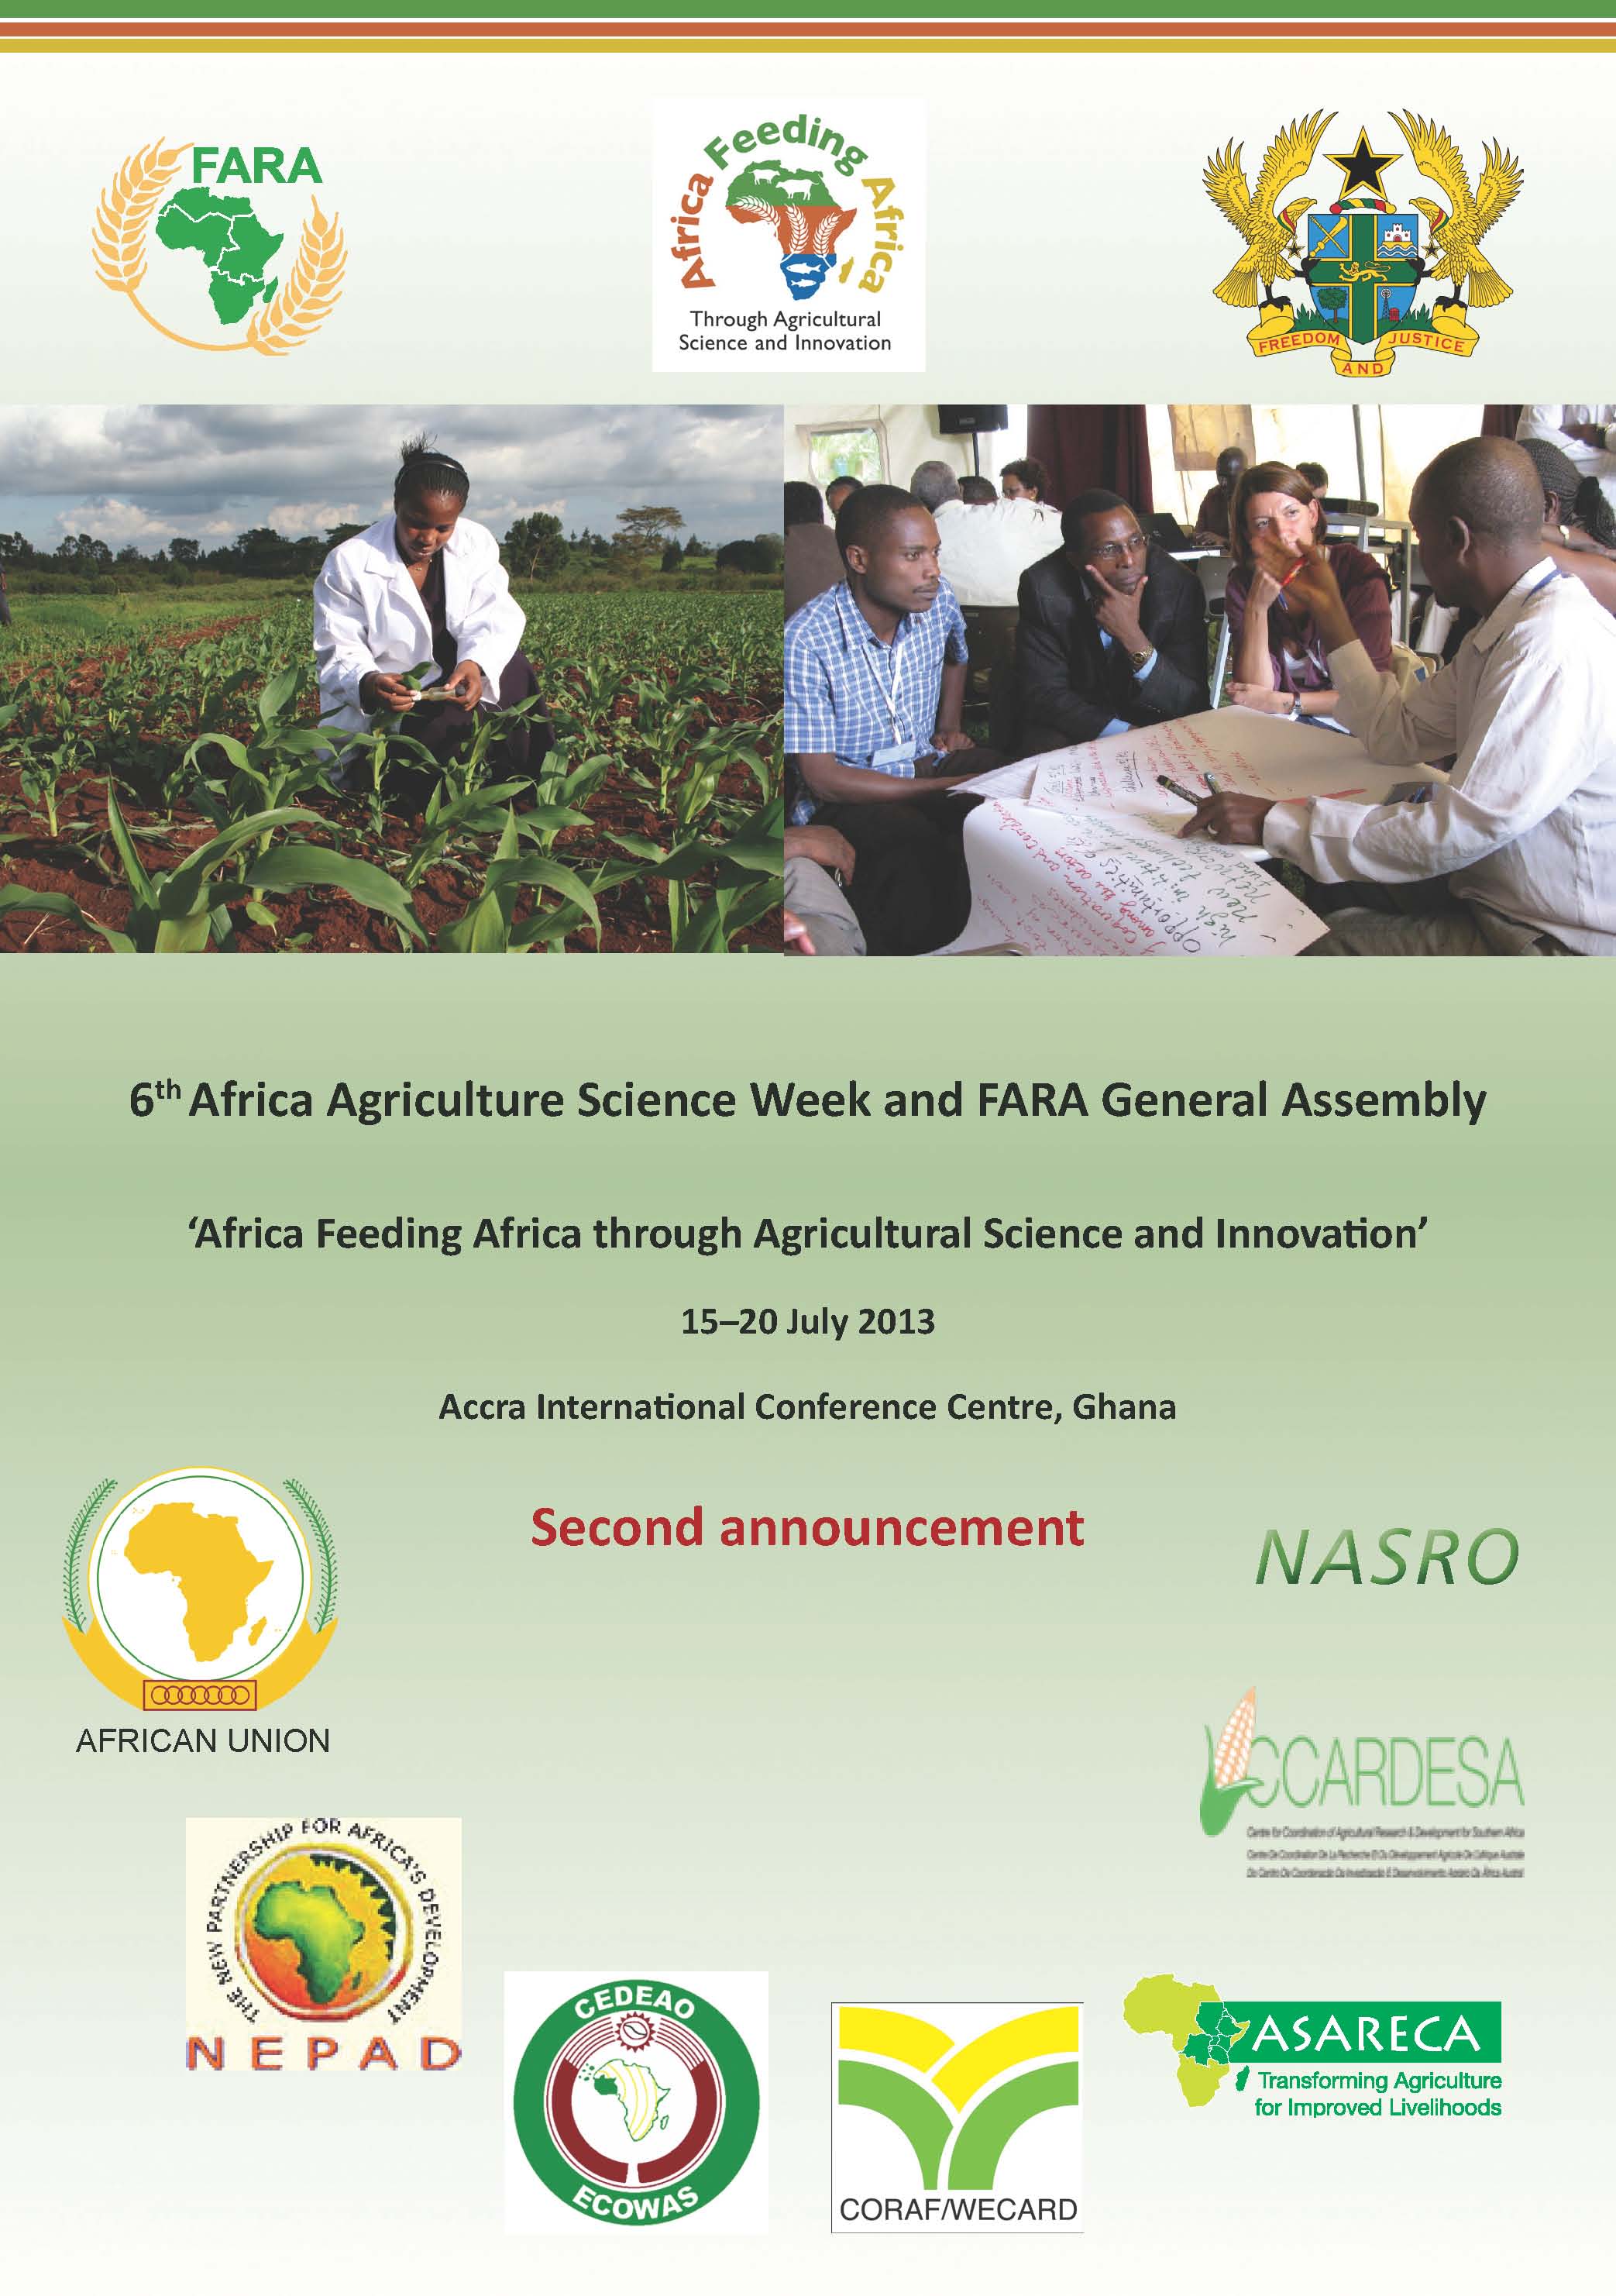 FARA
Africa Feeding Africa
Through Agricultural
Science and Innovation
FREEDOM AND JUSTICE
6th Africa Agriculture Science Week and FARA General Assembly
‘Africa Feeding Africa through Agricultural Science and Innovation’
15–20 July 2013
Accra International Conference Centre, Ghana
Second announcement
AFRICAN UNION
NASRO
CCARDESA
Centre for Coordination of Agricultural Research & Development for Southern Africa
THE NEW PARTNERSHIP FOR AFRICA'S DEVELOPMENT
NEPAD
CEDEAO
ECOWAS
CORAF/WECARD
ASARECA
Transforming Agriculture
for Improved Livelihoods